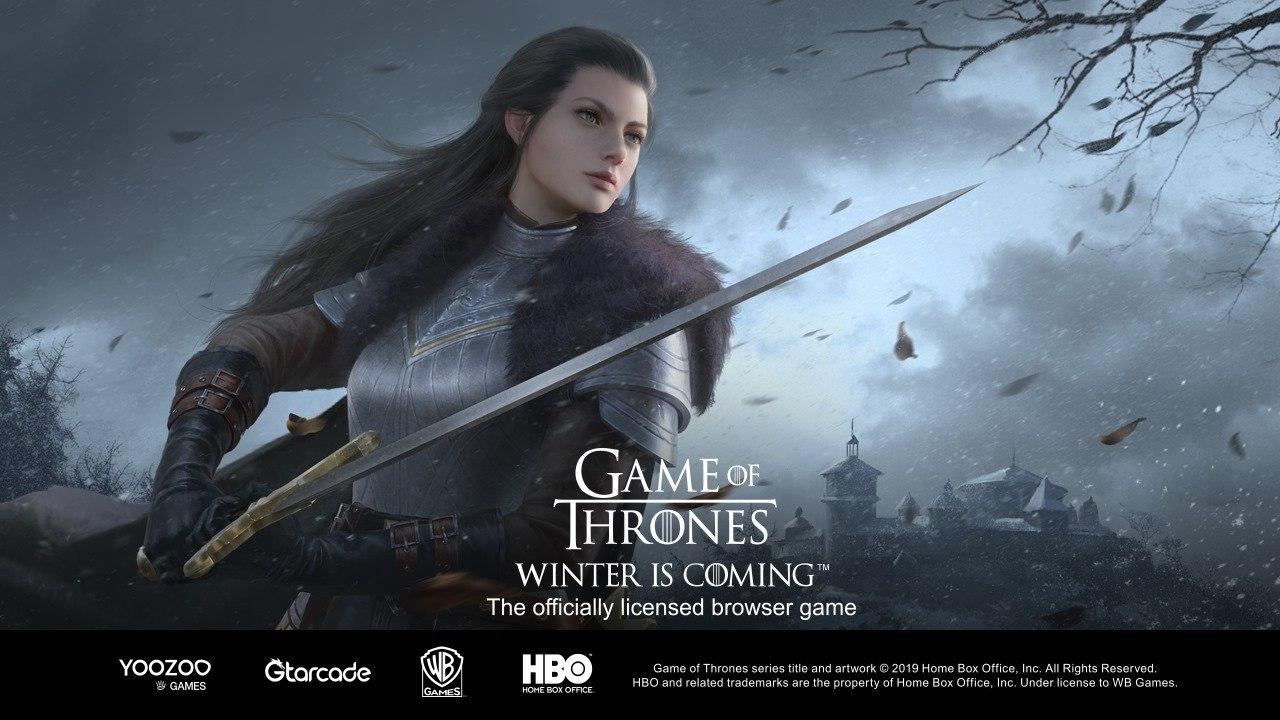 GAME OF
THRONES
WINTER IS COMING™
The officially licensed browser game
YOOZOO
GAMES
Gtarcade
WB
GAMES
HBO
HOME BOX OFFICE
Game of Thrones series title and artwork © 2019 Home Box Office, Inc. All Rights Reserved.
HBO and related trademarks are the property of Home Box Office, Inc. Under license to WB Games.